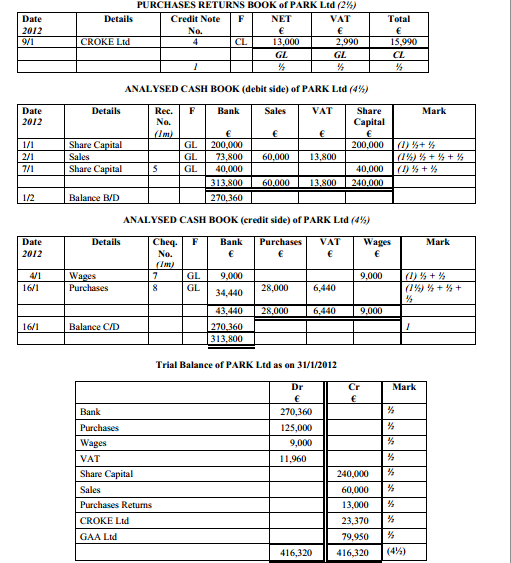 PURCHASES RETURNS BOOK of PARK Ltd (2½)
Date Details Credit Note F NET VAT Total
2012 No. € € €
9/1 CROKE Ltd 4 CL 13,000 2,990 15,990
GL GL CL
1 ½ ½ ½
ANALYSED CASH BOOK (debit side) of PARK Ltd (4½)
Date Details Rec. F Bank Sales VAT Share Mark
2012 No. Capital
(1m) € € € €
1/1 Share Capital GL 200,000 200,000 (1) ½+ ½
2/1 Sales GL 73,800 60,000 13,800 (1½) ½ + ½ + ½
7/1 Share Capital 5 GL 40,000 40,000 (1) ½ + ½
313,800 60,000 13,800 240,000
1/2 Balance B/D 270,360
ANALYSED CASH BOOK (credit side) of PARK Ltd (4½)
Date Details Cheq. F Bank Purchases VAT Wages Mark
2012 No. € € € €
(1m)
4/1 Wages 7 GL 9,000 9,000 (1) ½ + ½
16/1 Purchases 8 GL 34,440 28,000 6,440 (1½) ½ + ½ +
½
43,440 28,000 6,440 9,000
16/1 Balance C/D 270,360 1
313,800
Trial Balance of PARK Ltd as on 31/1/2012
Dr Cr Mark
€ €
Bank 270,360 ½
Purchases 125,000 ½
Wages 9,000 ½
VAT 11,960 ½
Share Capital 240,000 ½
Sales 60,000 ½
Purchases Returns 13,000 ½
CROKE Ltd 23,370 ½
GAA Ltd 79,950 ½
416,320 416,320 (4½)